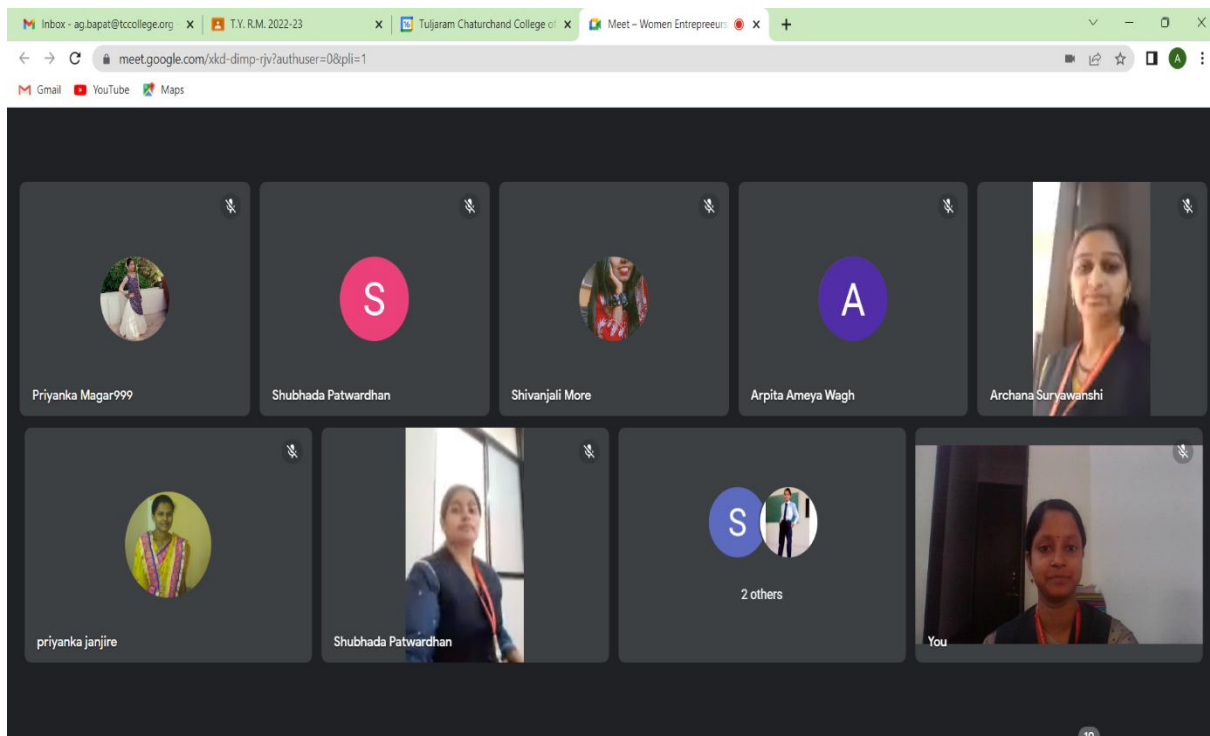 Inbox - ag.bapat@tccollege.org
T.Y. R.M. 2022-23
Tuljaram Chaturchand College of
Meet – Women Entrepreeurs
meet.google.com/xkd-dimp-rjv?authuser=0&pli=1
A
Gmail
YouTube
Maps
S
A
Priyanka Magar999
Shubhada Patwardhan
Shivanjali More
Arpita Ameya Wagh
Archana Suryawanshi
S
2 others
priyanka janjire
Shubhada Patwardhan
You